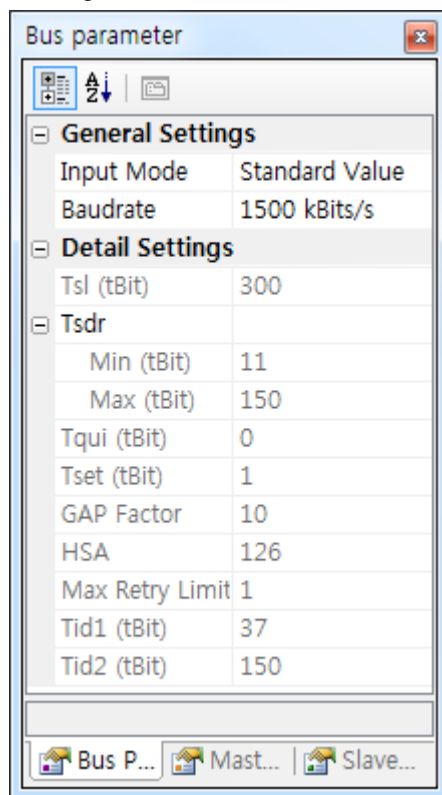 Bus parameter
General Settings
Input Mode Standard Value
Baudrate 1500 kBits/s
Detail Settings
Tsl (tBit) 300
Tsdr
Min (tBit) 11
Max (tBit) 150
Tqui (tBit) 0
Tset (tBit) 1
GAP Factor 10
HSA 126
Max Retry Limit 1
Tid1 (tBit) 37
Tid2 (tBit) 150
Bus P... Mast... Slave...